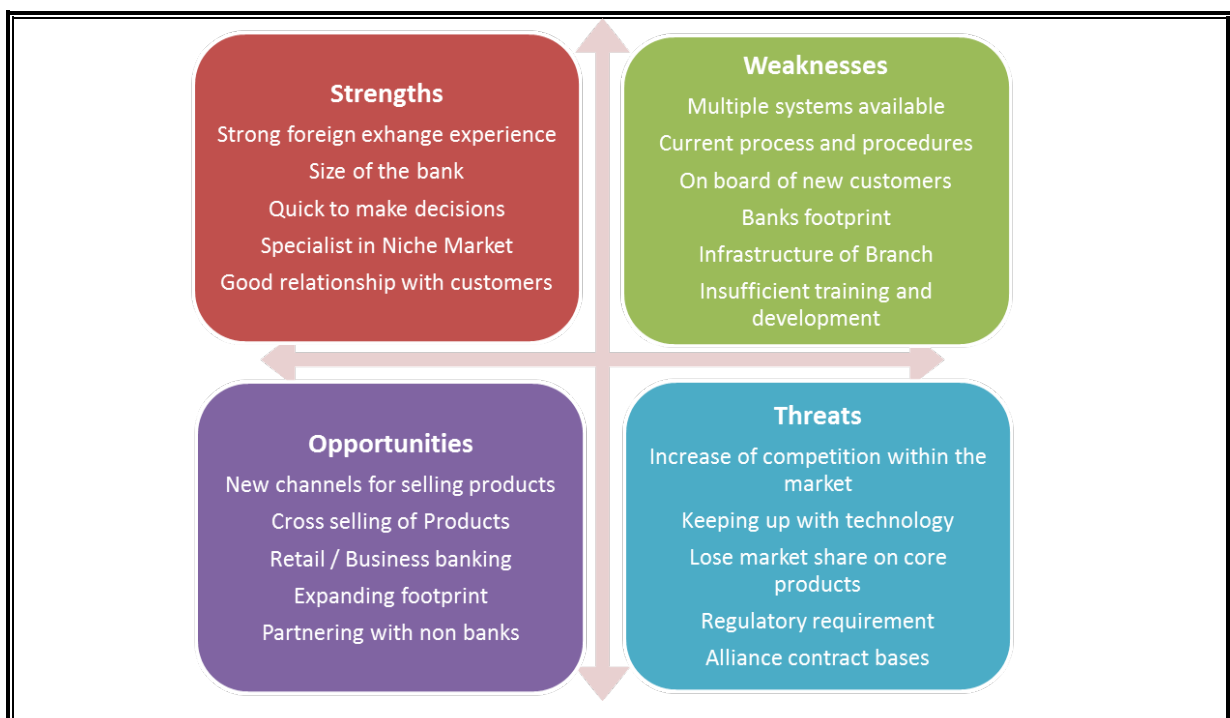 Strengths
Strong foreign exhange experience
Size of the bank
Quick to make decisions
Specialist in Niche Market
Good relationship with customers
Weaknesses
Multiple systems available
Current process and procedures
On board of new customers
Banks footprint
Infrastructure of Branch
Insufficient training and
development
Opportunities
New channels for selling products
Cross selling of Products
Retail / Business banking
Expanding footprint
Partnering with non banks
Threats
Increase of competition within the
market
Keeping up with technology
Lose market share on core
products
Regulatory requirement
Alliance contract bases